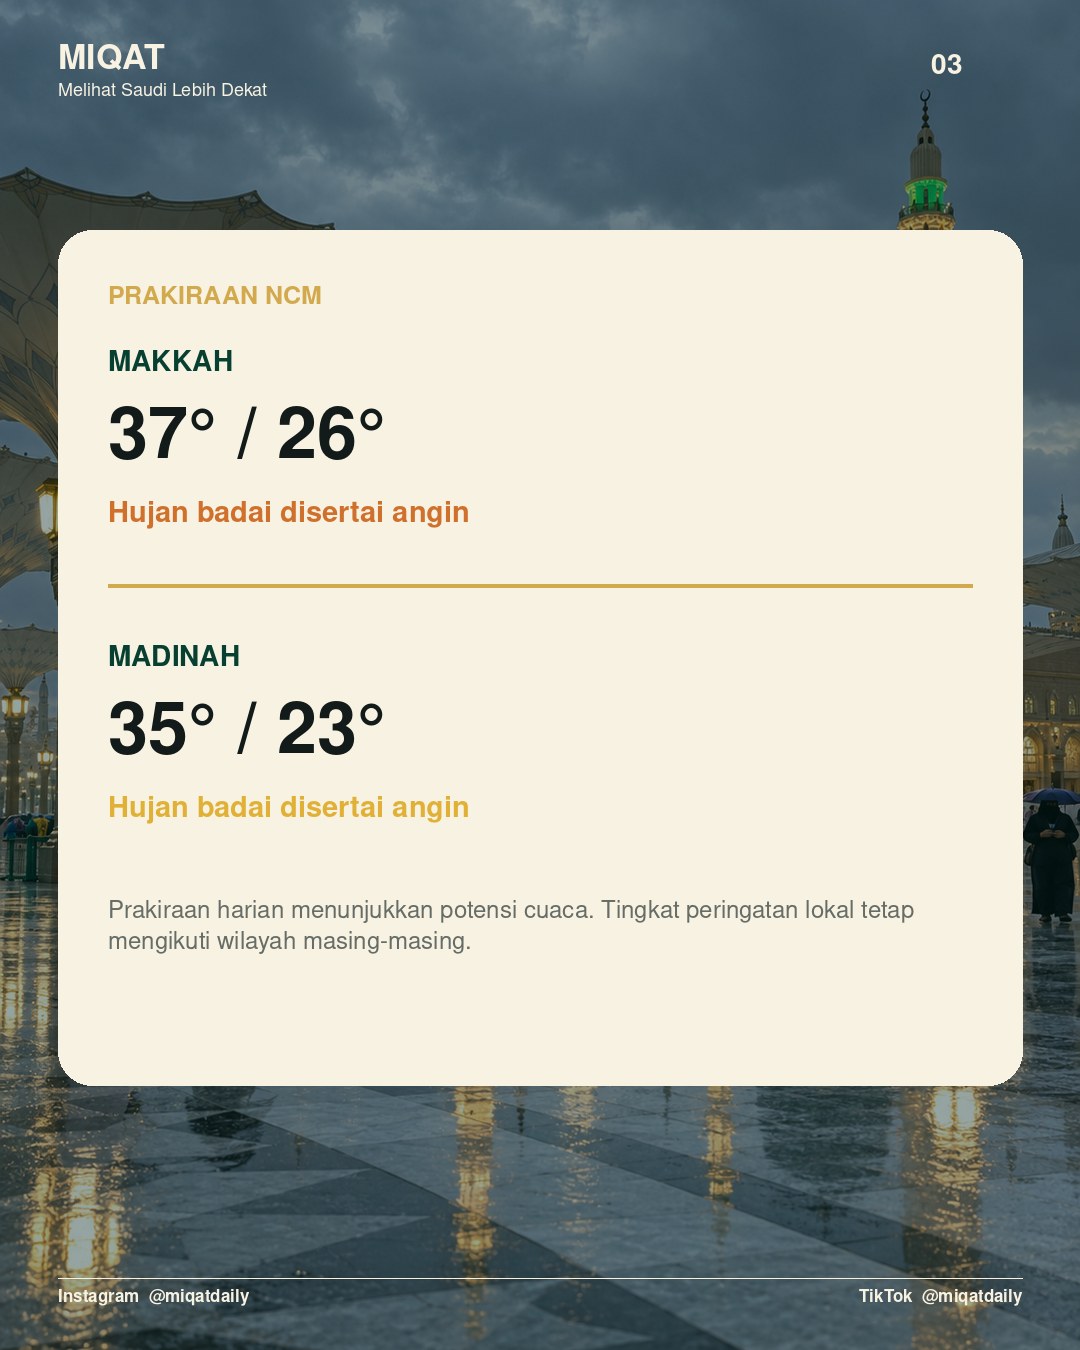 MIQAT
Melihat Saudi Lebih Dekat
03
PRAKIRAAN NCM
MAKKAH
37° / 26°
Hujan badai disertai angin
MADINAH
35° / 23°
Hujan badai disertai angin
Prakiraan harian menunjukkan potensi cuaca. Tingkat peringatan lokal tetap
mengikuti wilayah masing-masing.
Instagram @miqatdaily
TikTok @miqatdaily